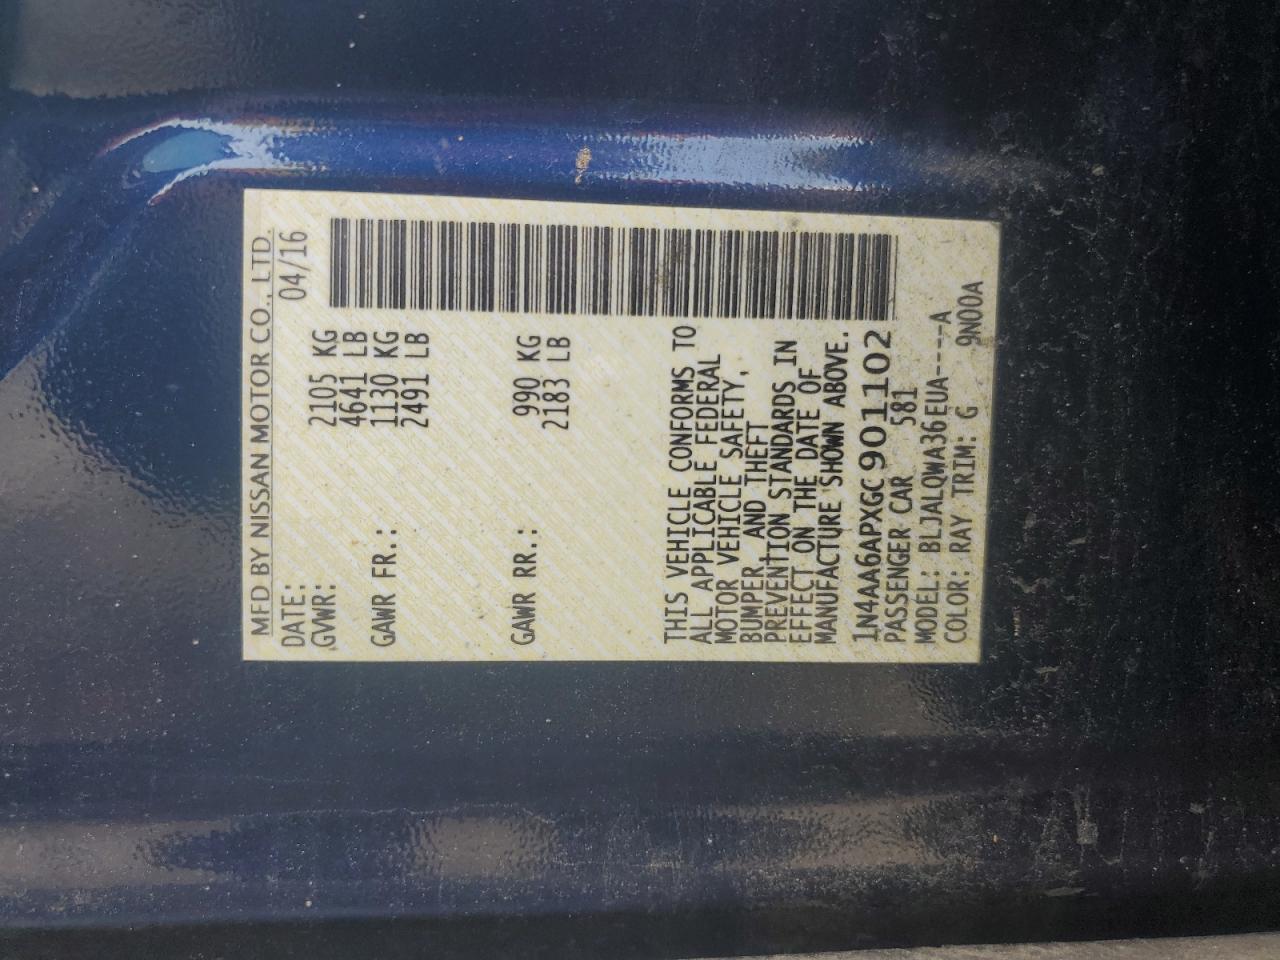 MFD BY NISSAN MOTOR CO., LTD.
DATE: 04/16
GVWR: 2105 KG
4641 LB
GAWR FR.: 1130 KG
2491 LB
GAWR RR.: 990 KG
2183 LB
THIS VEHICLE CONFORMS TO
ALL APPLICABLE FEDERAL
MOTOR VEHICLE SAFETY,
BUMPER, AND THEFT
PREVENTION STANDARDS IN
EFFECT ON THE DATE OF
MANUFACTURE SHOWN ABOVE.
1N4AA6APXGC901102
PASSENGER CAR 581
MODEL: BLJALQWA36EUA----A
COLOR: RAY TRIM: G 9N00A